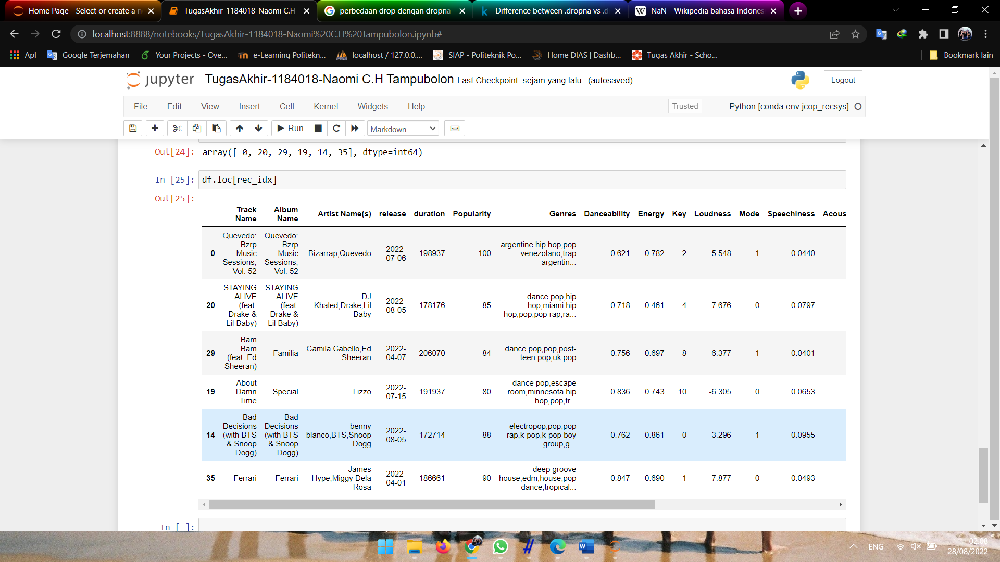 Home Page - Select or create a n
TugasAkhir-1184018-Naomi C.H
perbedaan drop dengan dropna
Difference between .dropna vs .d
NaN - Wikipedia bahasa Indones
localhost:8888/notebooks/TugasAkhir-1184018-Naomi%20C.H%20Tampubolon.ipynb#
Apl
Google Terjemahan
Your Projects - Ove...
e-Learning Politekn...
localhost / 127.0.0....
SIAP - Politeknik Po...
Home DIAS | Dashb...
Tugas Akhir - Scho...
Bookmark lain
jupyter TugasAkhir-1184018-Naomi C.H Tampubolon Last Checkpoint: sejam yang lalu (autosaved)
Logout
File Edit View Insert Cell Kernel Widgets Help
Trusted
Python [conda env:jcop_recsys]
Run
Markdown
Out[24]: array([ 0, 20, 29, 19, 14, 35], dtype=int64)
In [25]: df.loc[rec_idx]
Out[25]:
Track Name Album Name Artist Name(s) release duration Popularity Genres Danceability Energy Key Loudness Mode Speechiness Acous
0 Quevedo: Bzrp Music Sessions, Vol. 52 Quevedo: Bzrp Music Sessions, Vol. 52 Bizarrap,Quevedo 2022-07-06 198937 100 argentine hip hop,pop venezolano,trap argentin... 0.621 0.782 2 -5.548 1 0.0440
20 STAYING ALIVE (feat. Drake & Lil Baby) STAYING ALIVE (feat. Drake & Lil Baby) DJ Khaled,Drake,Lil Baby 2022-08-05 178176 85 dance pop,hip hop,miami hip hop,pop,pop rap,ra... 0.718 0.461 4 -7.676 0 0.0797
29 Bam Bam (feat. Ed Sheeran) Familia Camila Cabello,Ed Sheeran 2022-04-07 206070 84 dance pop,pop,post-teen pop,uk pop 0.756 0.697 8 -6.377 1 0.0401
19 About Damn Time Special Lizzo 2022-07-15 191937 80 dance pop,escape room,minnesota hip hop,pop,tr... 0.836 0.743 10 -6.305 0 0.0653
14 Bad Decisions (with BTS & Snoop Dogg) Bad Decisions (with BTS & Snoop Dogg) benny blanco,BTS,Snoop Dogg 2022-08-05 172714 88 electropop,pop,pop rap,k-pop,k-pop boy group,g... 0.762 0.861 0 -3.296 1 0.0955
35 Ferrari Ferrari James Hype,Miggy Dela Rosa 2022-04-01 186661 90 deep groove house,edm,house,pop dance,tropical... 0.847 0.690 1 -7.877 0 0.0493
In [ ]:
ENG
02.08
28/08/2022